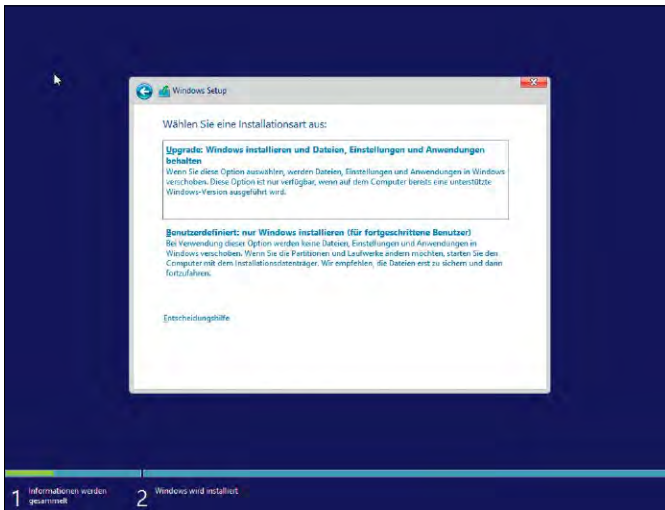 Windows Setup
Wählen Sie eine Installationsart aus:
Upgrade: Windows installieren und Dateien, Einstellungen und Anwendungen
behalten
Wenn Sie diese Option auswählen, werden Dateien, Einstellungen und Anwendungen in Windows
verschoben. Diese Option ist nur verfügbar, wenn auf dem Computer bereits eine unterstützte
Windows-Version ausgeführt wird.
Benutzerdefiniert: nur Windows installieren (für fortgeschrittene Benutzer)
Bei Verwendung dieser Option werden keine Dateien, Einstellungen und Anwendungen in
Windows verschoben. Wenn Sie die Partitionen und Laufwerke ändern möchten, starten Sie den
Computer mit dem Installationsdatenträger. Wir empfehlen, die Dateien erst zu sichern und dann
fortzufahren.
Entscheidungshilfe
1 Informationen werden
gesammelt
2 Windows wird installiert